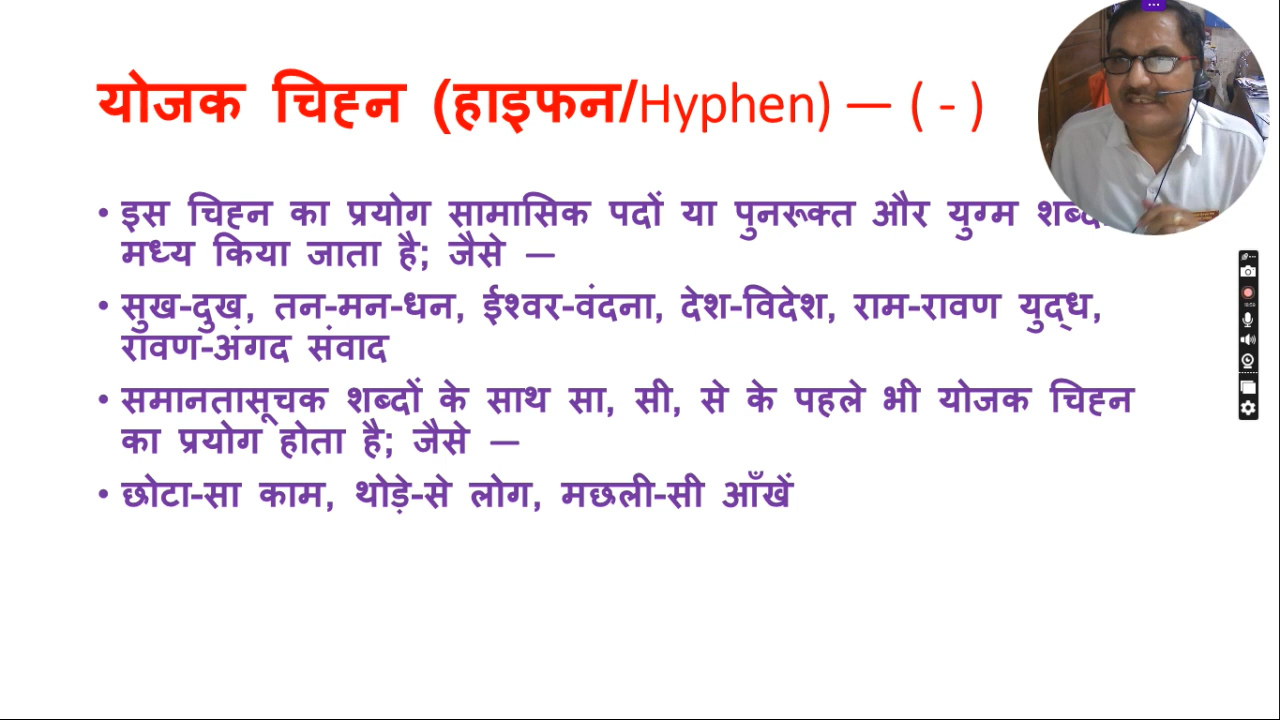 योजक चिह्न (हाइफन/Hyphen) — ( - )
• इस चिह्न का प्रयोग सामासिक पदों या पुनरूक्त और युग्म
मध्य किया जाता है; जैसे —
• सुख-दुख, तन-मन-धन, ईश्वर-वंदना, देश-विदेश, राम-रावण युद्ध,
रावण-अंगद संवाद
• समानतासूचक शब्दों के साथ सा, सी, से के पहले भी योजक चिह्न
का प्रयोग होता है; जैसे —
• छोटा-सा काम, थोड़े-से लोग, मछली-सी आँखें